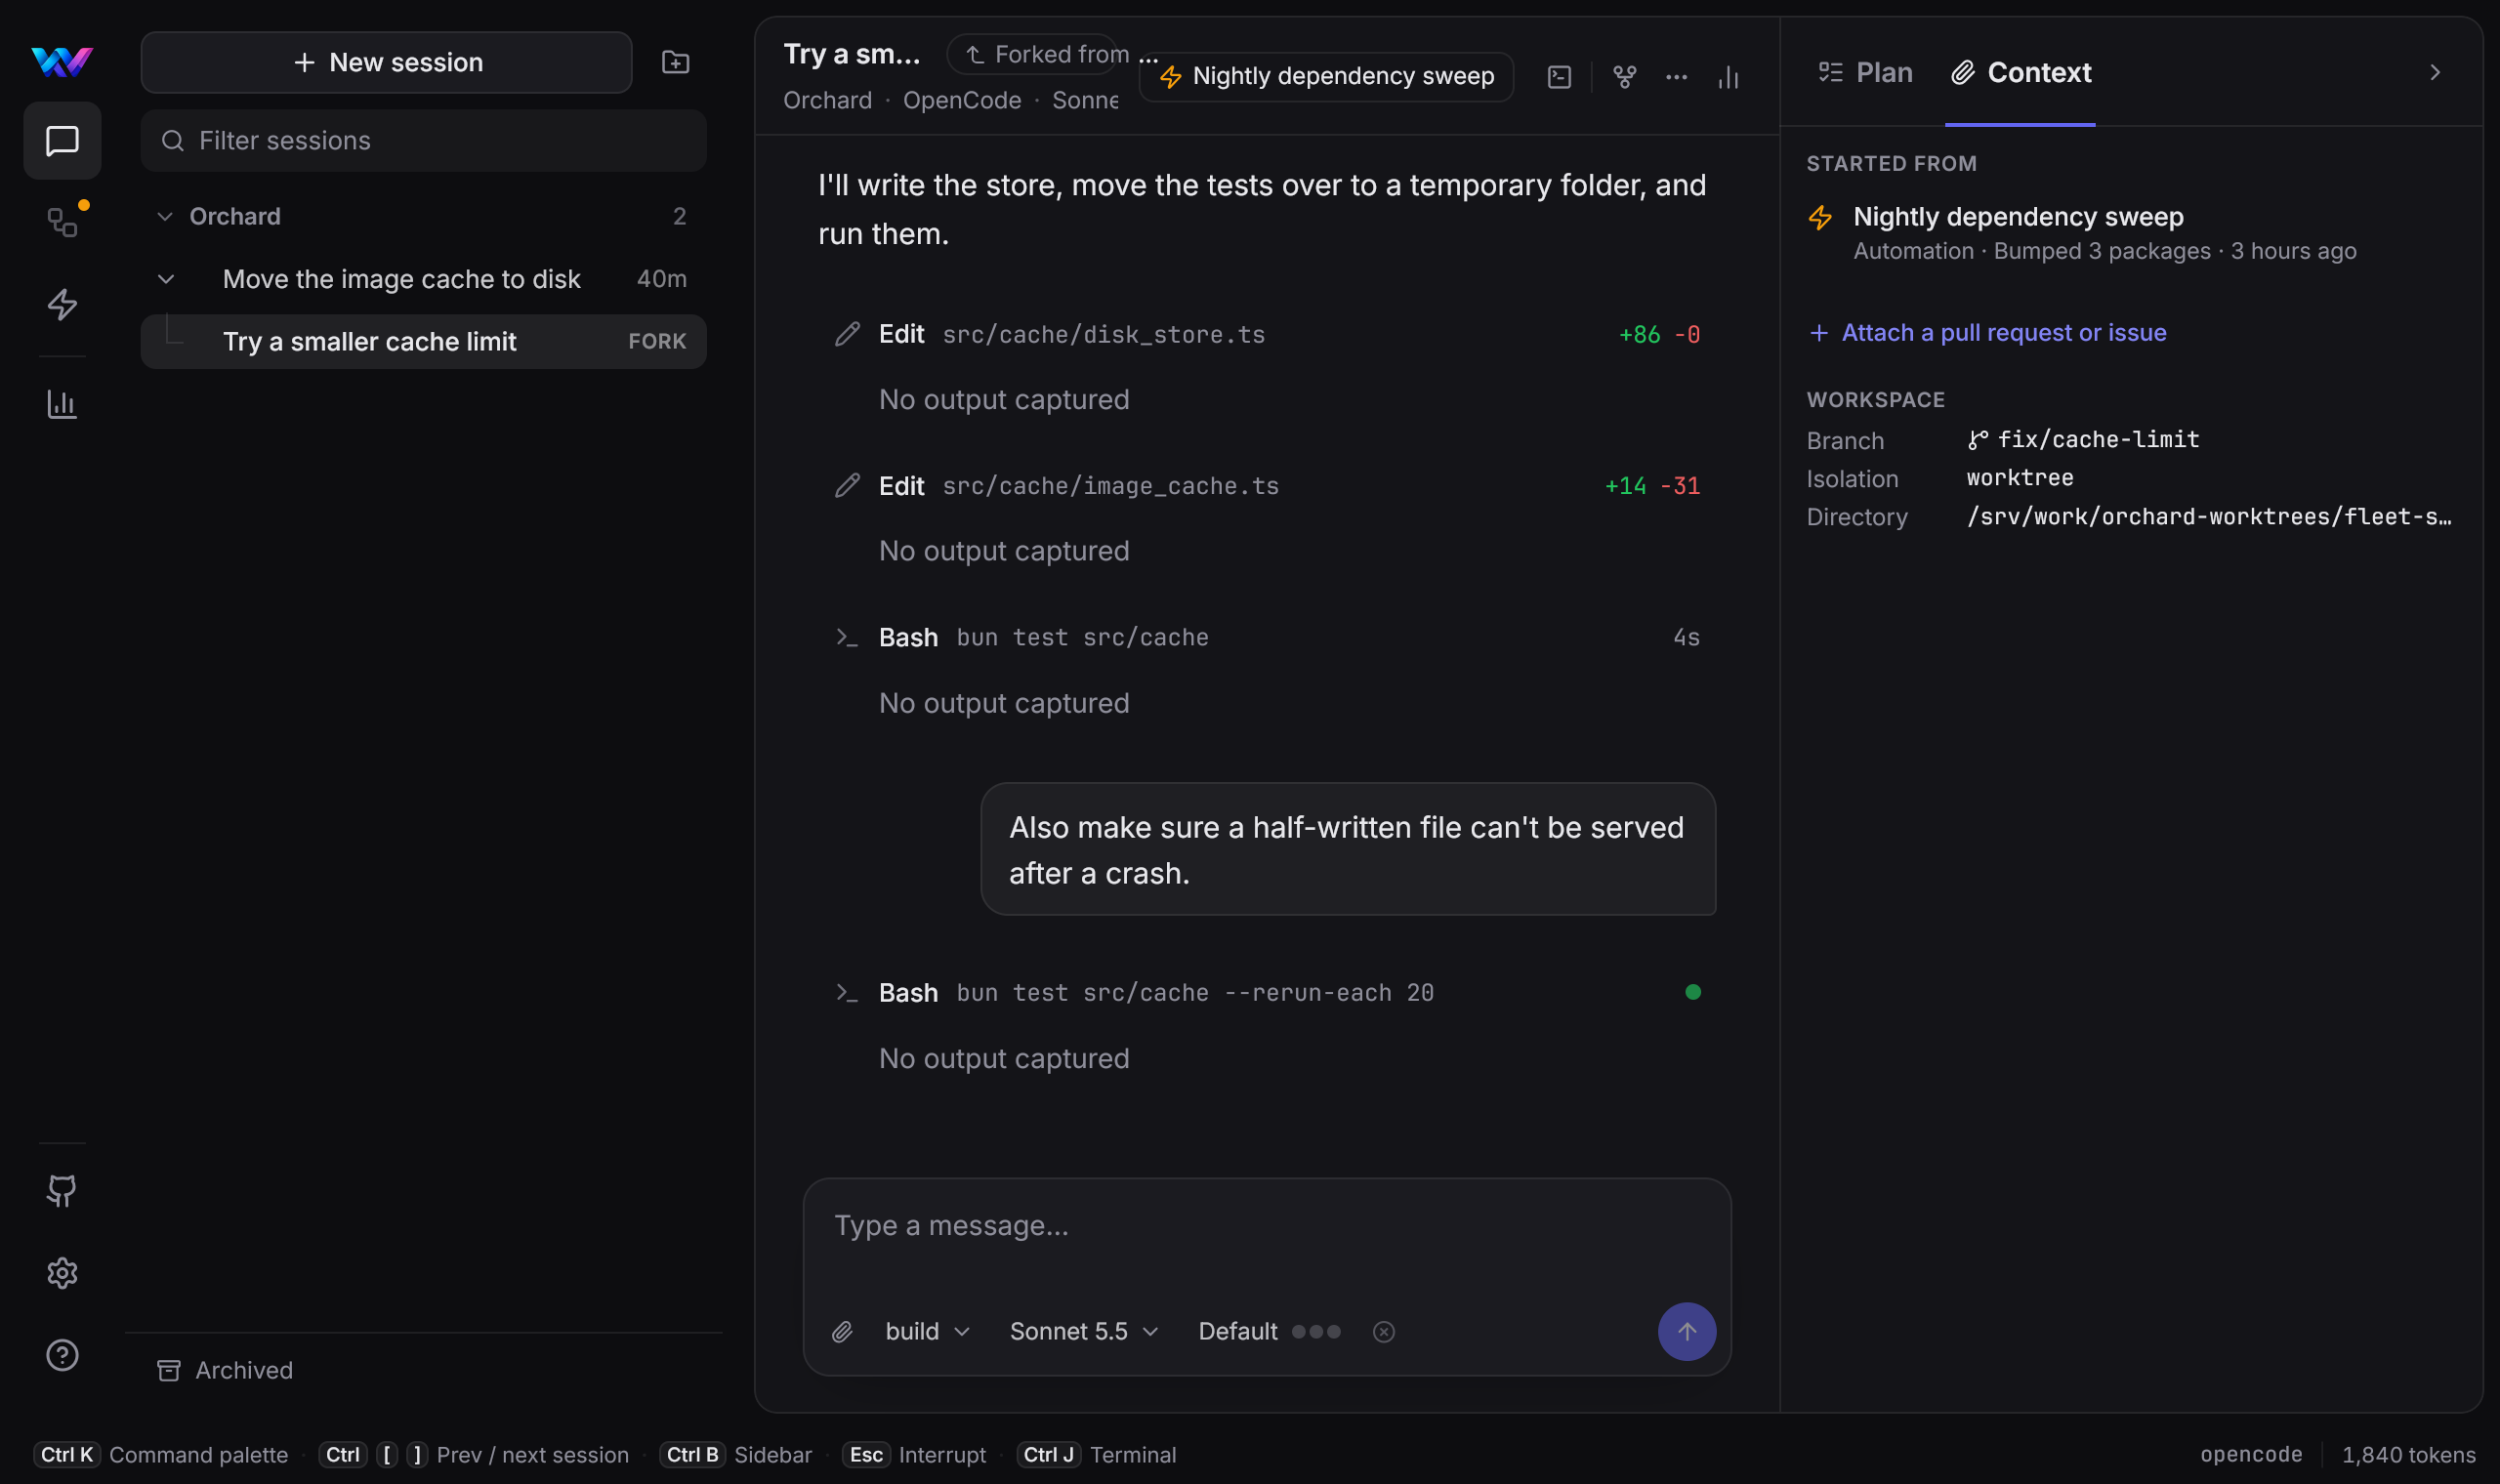 New session
Filter sessions
Orchard 2
Move the image cache to disk 40m
Try a smaller cache limit FORK
Archived
Try a sm... Forked from ...
Orchard · OpenCode · Sonne
Nightly dependency sweep
I'll write the store, move the tests over to a temporary folder, and
run them.
Edit src/cache/disk_store.ts +86 -0
No output captured
Edit src/cache/image_cache.ts +14 -31
No output captured
Bash bun test src/cache 4s
No output captured
Also make sure a half-written file can't be served
after a crash.
Bash bun test src/cache --rerun-each 20
No output captured
Type a message...
build Sonnet 5.5 Default
Plan Context
STARTED FROM
Nightly dependency sweep
Automation · Bumped 3 packages · 3 hours ago
+ Attach a pull request or issue
WORKSPACE
Branch fix/cache-limit
Isolation worktree
Directory /srv/work/orchard-worktrees/fleet-s...
Ctrl K Command palette · Ctrl [ ] Prev / next session · Ctrl B Sidebar · Esc Interrupt · Ctrl J Terminal
opencode 1,840 tokens